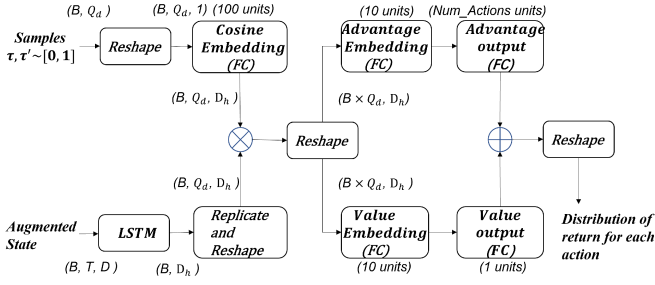 (B, Q_d)
(B, Q_d, 1)
(100 units)
Samples
τ, τ′~[0, 1]
Reshape
Cosine
Embedding
(FC)
(B, Q_d, D_h )
(10 units)
(Num_Actions units)
Advantage
Embedding
(FC)
Advantage
output
(FC)
(B × Q_d, D_h)
Reshape
Reshape
(B, Q_d, D_h)
(B × Q_d, D_h )
Augmented
State
LSTM
Replicate
and
Reshape
(B, T, D)
(B, D_h)
Value
Embedding
(FC)
Value
output
(FC)
(10 units)
(1 units)
Distribution of
return for each
action